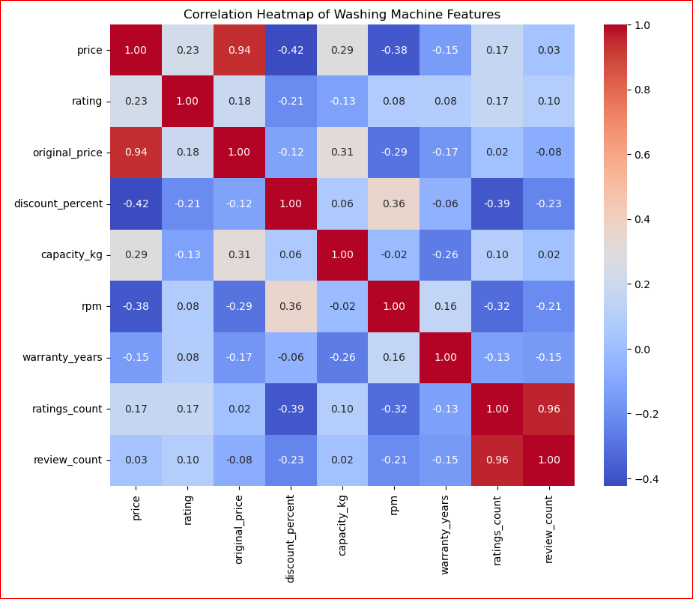 Correlation Heatmap of Washing Machine Features
price 1.00 0.23 0.94 -0.42 0.29 -0.38 -0.15 0.17 0.03
rating 0.23 1.00 0.18 -0.21 -0.13 0.08 0.08 0.17 0.10
original_price 0.94 0.18 1.00 -0.12 0.31 -0.29 -0.17 0.02 -0.08
discount_percent -0.42 -0.21 -0.12 1.00 0.06 0.36 -0.06 -0.39 -0.23
capacity_kg 0.29 -0.13 0.31 0.06 1.00 -0.02 -0.26 0.10 0.02
rpm -0.38 0.08 -0.29 0.36 -0.02 1.00 0.16 -0.32 -0.21
warranty_years -0.15 0.08 -0.17 -0.06 -0.26 0.16 1.00 -0.13 -0.15
ratings_count 0.17 0.17 0.02 -0.39 0.10 -0.32 -0.13 1.00 0.96
review_count 0.03 0.10 -0.08 -0.23 0.02 -0.21 -0.15 0.96 1.00
price
rating
original_price
discount_percent
capacity_kg
rpm
warranty_years
ratings_count
review_count
1.0
0.8
0.6
0.4
0.2
0.0
−0.2
−0.4